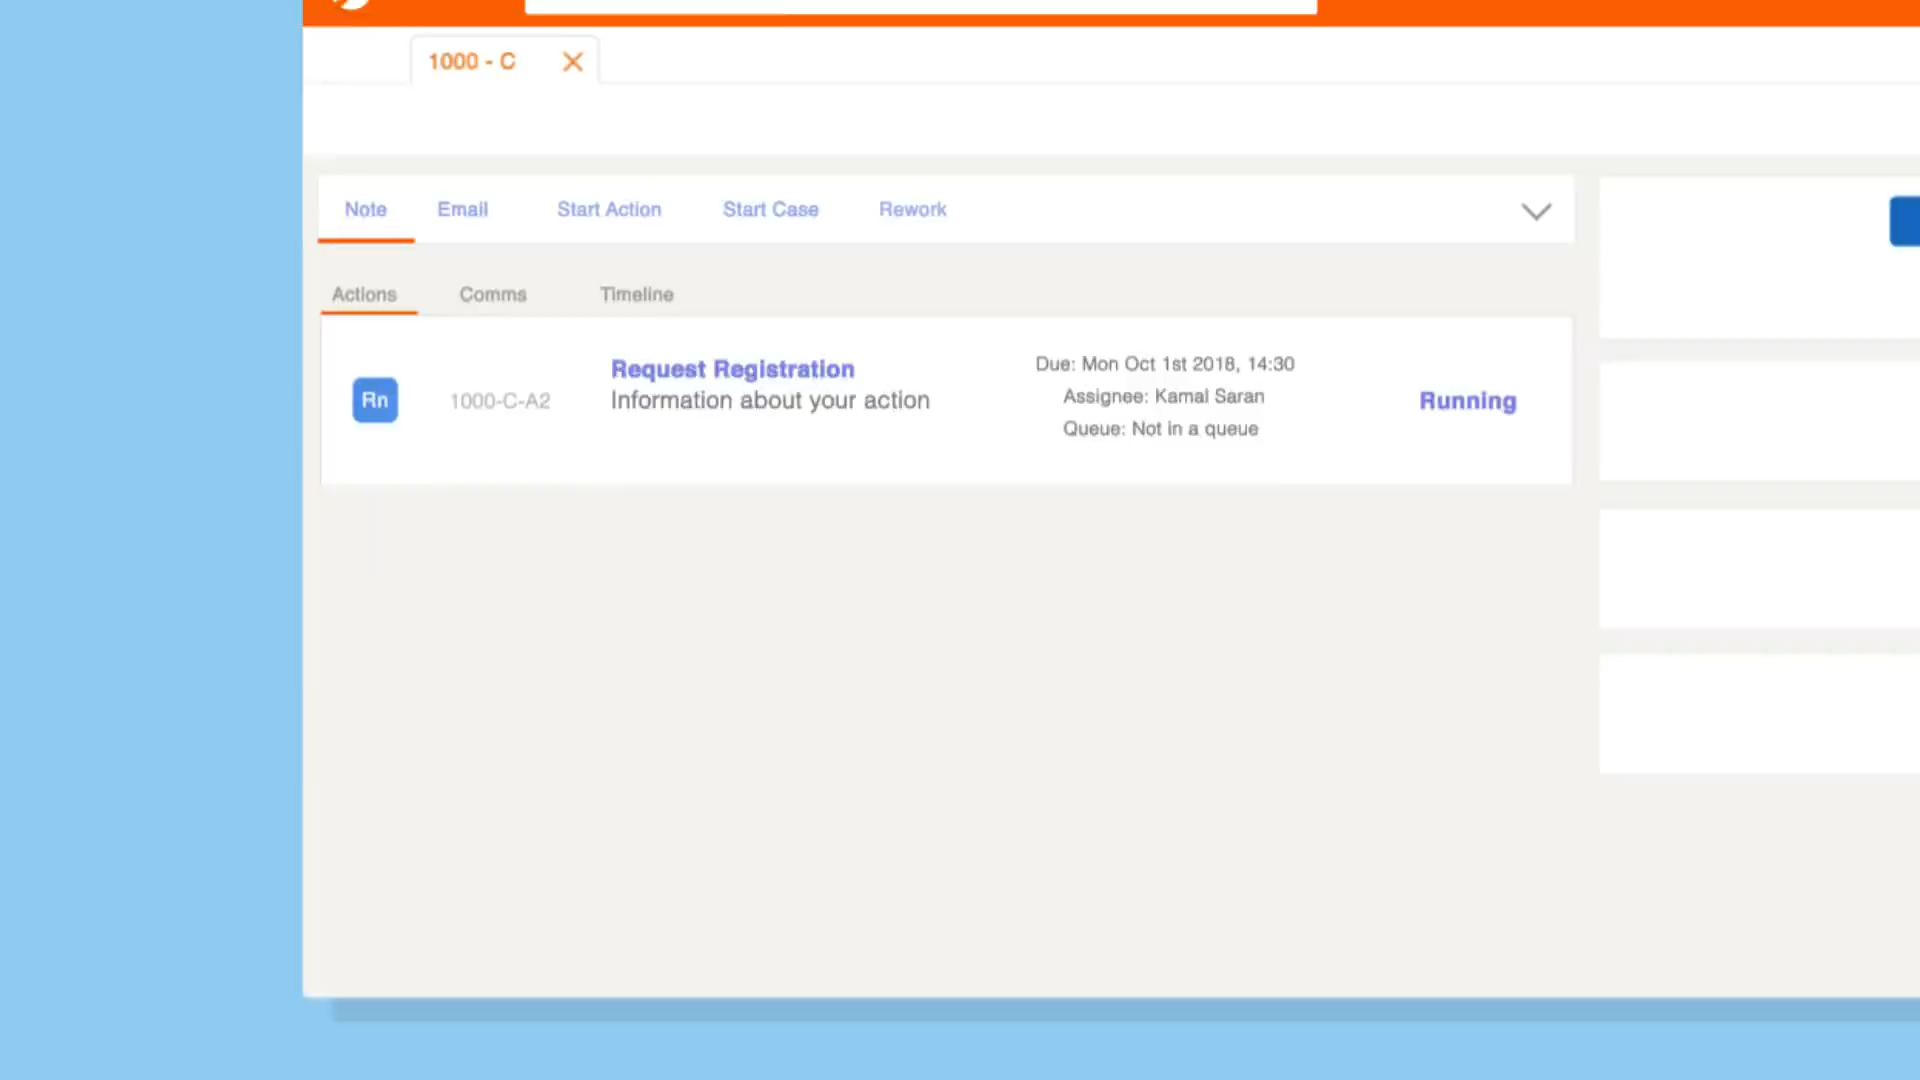 1000 - C
Note Email Start Action Start Case Rework
Actions Comms Timeline
Rn
1000-C-A2
Request Registration
Information about your action
Due: Mon Oct 1st 2018, 14:30
Assignee: Kamal Saran
Queue: Not in a queue
Running